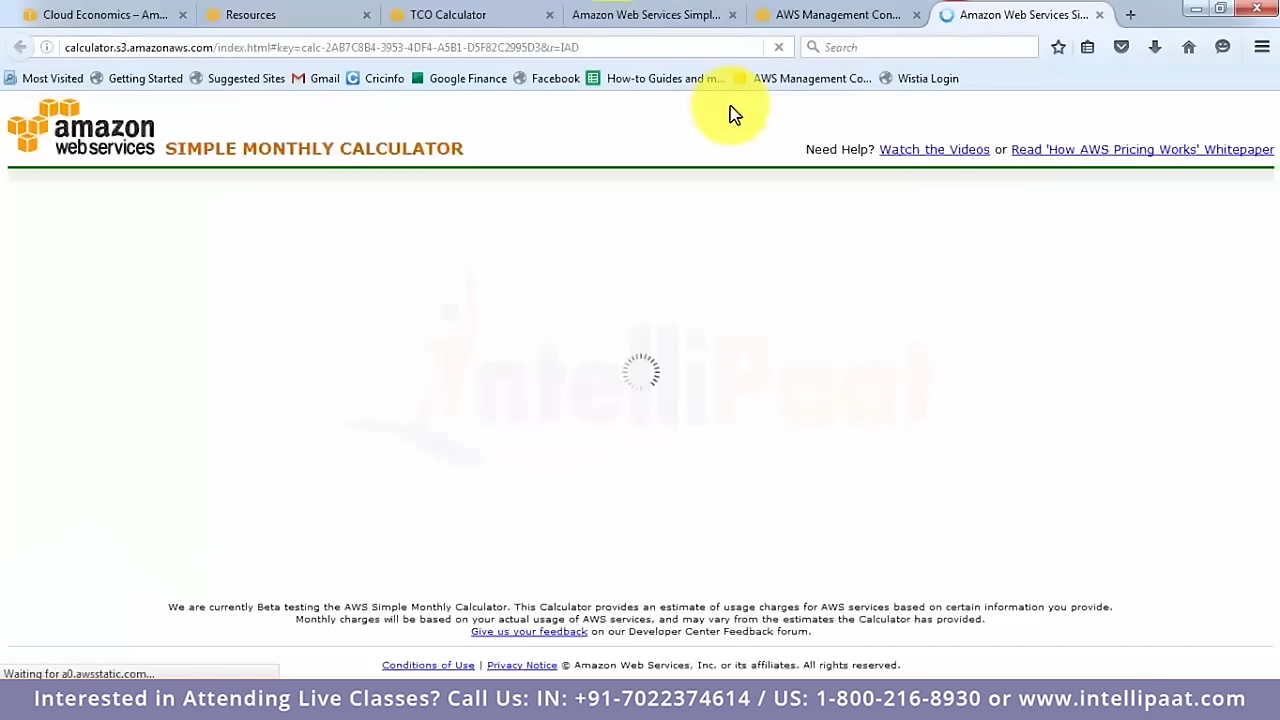 Cloud Economics – Am...
Resources
TCO Calculator
Amazon Web Services Simpl...
AWS Management Con...
Amazon Web Services Si...
calculator.s3.amazonaws.com/index.html#key=calc-2AB7C8B4-3953-4DF4-A5B1-D5F82C2995D3&r=IAD
Search
Most Visited
Getting Started
Suggested Sites
Gmail
Cricinfo
Google Finance
Facebook
How-to Guides and m...
AWS Management Co...
Wistia Login
amazon
web services
SIMPLE MONTHLY CALCULATOR
Need Help? Watch the Videos or Read 'How AWS Pricing Works' Whitepaper
IntelliPaat
We are currently Beta testing the AWS Simple Monthly Calculator. This Calculator provides an estimate of usage charges for AWS services based on certain information you provide.
Monthly charges will be based on your actual usage of AWS services, and may vary from the estimates the Calculator has provided.
Give us your feedback on our Developer Center Feedback forum.
Conditions of Use | Privacy Notice © Amazon Web Services, Inc. or its affiliates. All rights reserved.
Waiting for a0.awsstatic.com...
Interested in Attending Live Classes? Call Us: IN: +91-7022374614 / US: 1-800-216-8930 or www.intellipaat.com